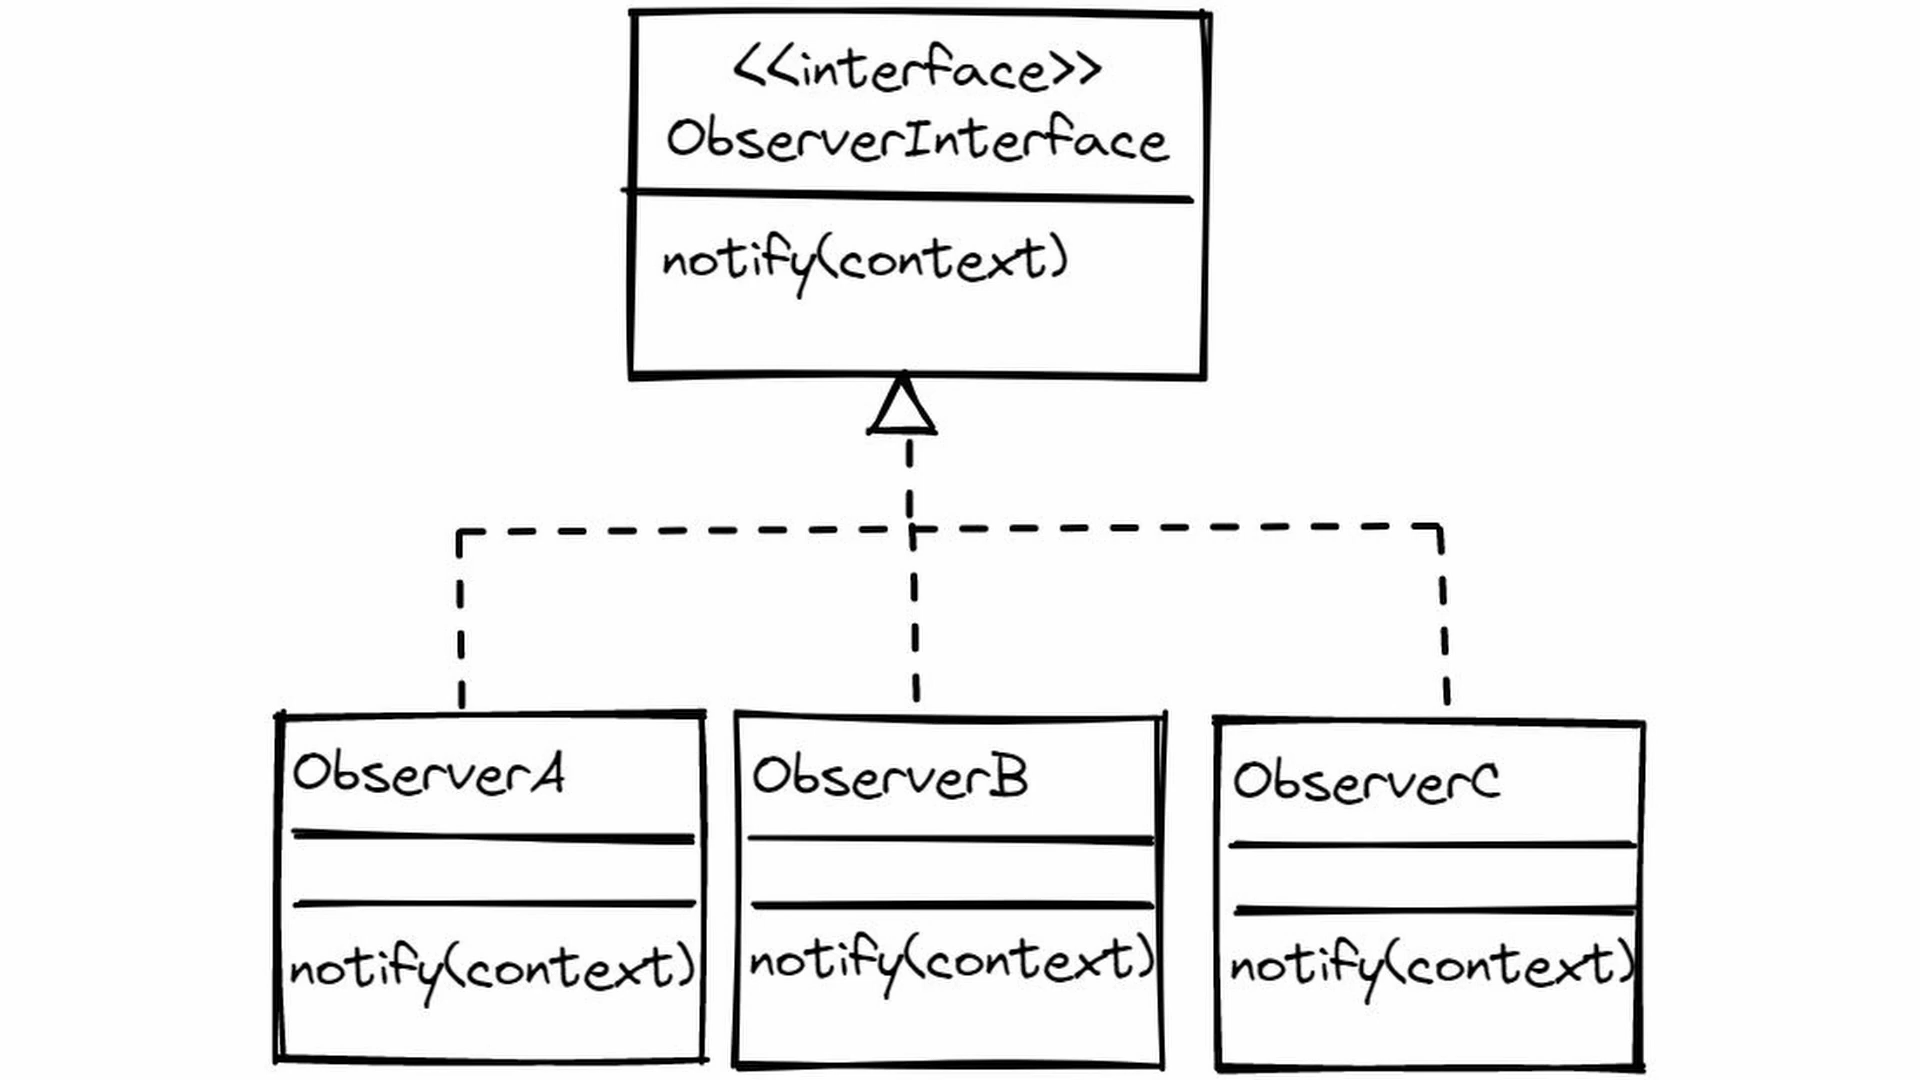 <<interface>>
ObserverInterface
notify(context)
ObserverA
notify(context)
ObserverB
notify(context)
ObserverC
notify(context)